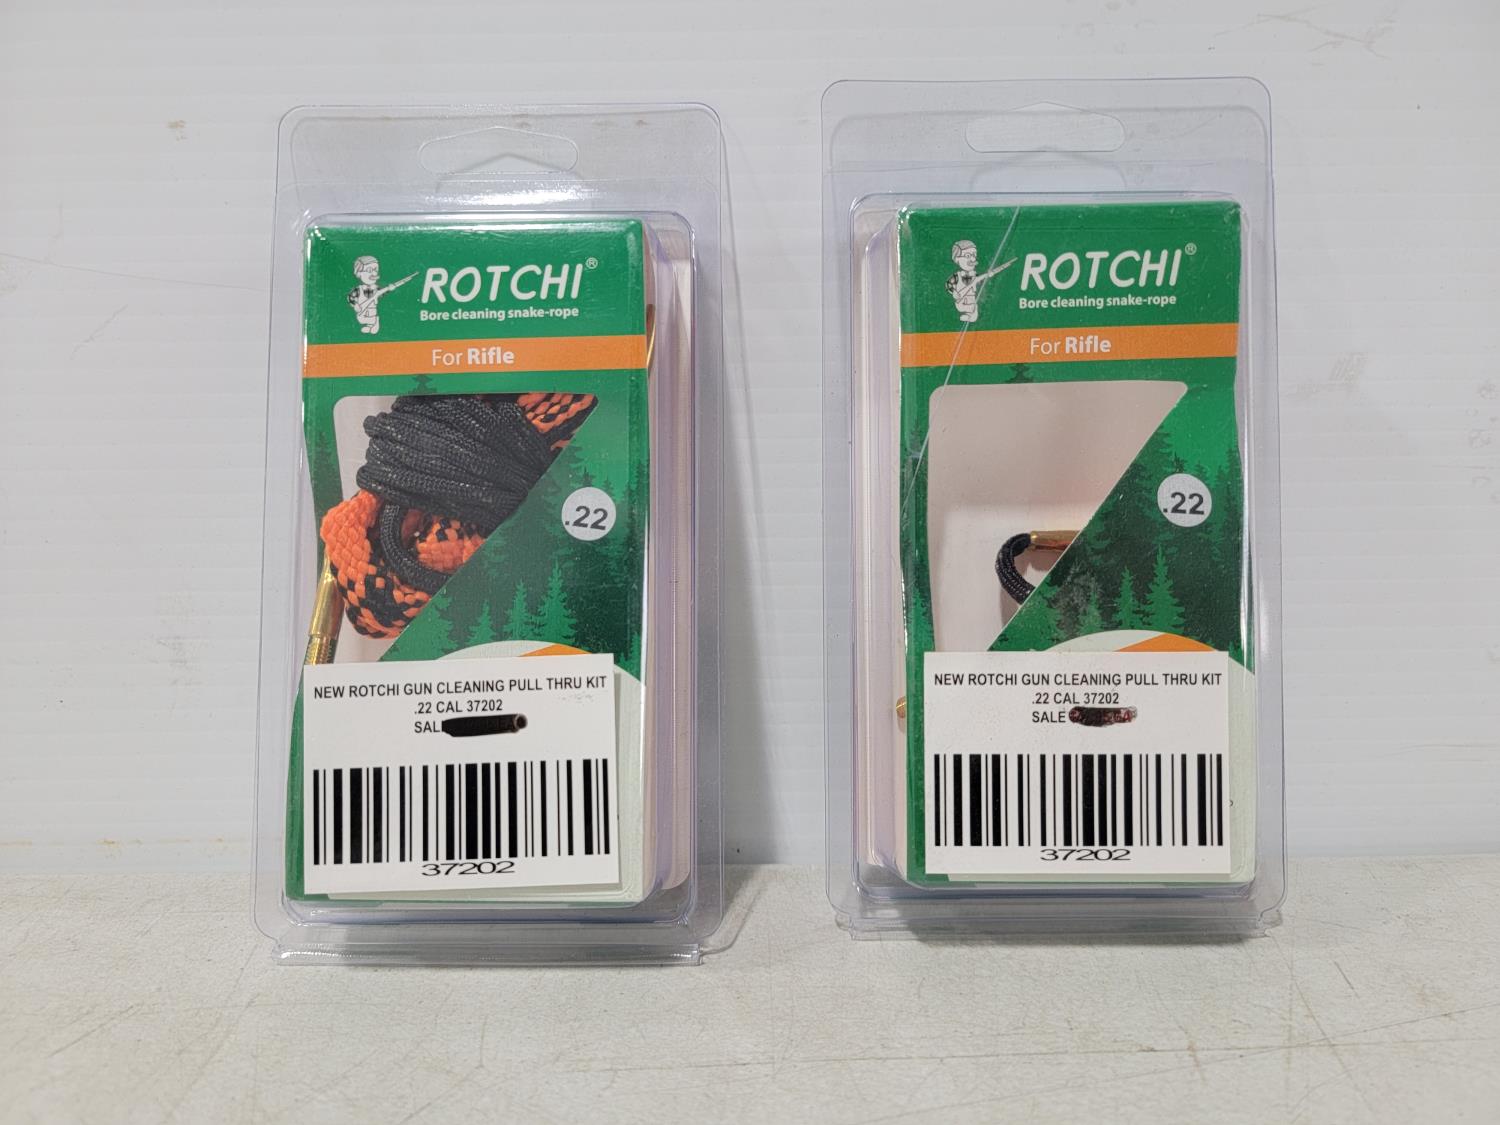 ROTCHI®
Bore cleaning snake-rope
For Rifle
.22
NEW ROTCHI GUN CLEANING PULL THRU KIT
.22 CAL 37202
SAL
37202
ROTCHI®
Bore cleaning snake-rope
For Rifle
.22
NEW ROTCHI GUN CLEANING PULL THRU KIT
.22 CAL 37202
SALE
37202